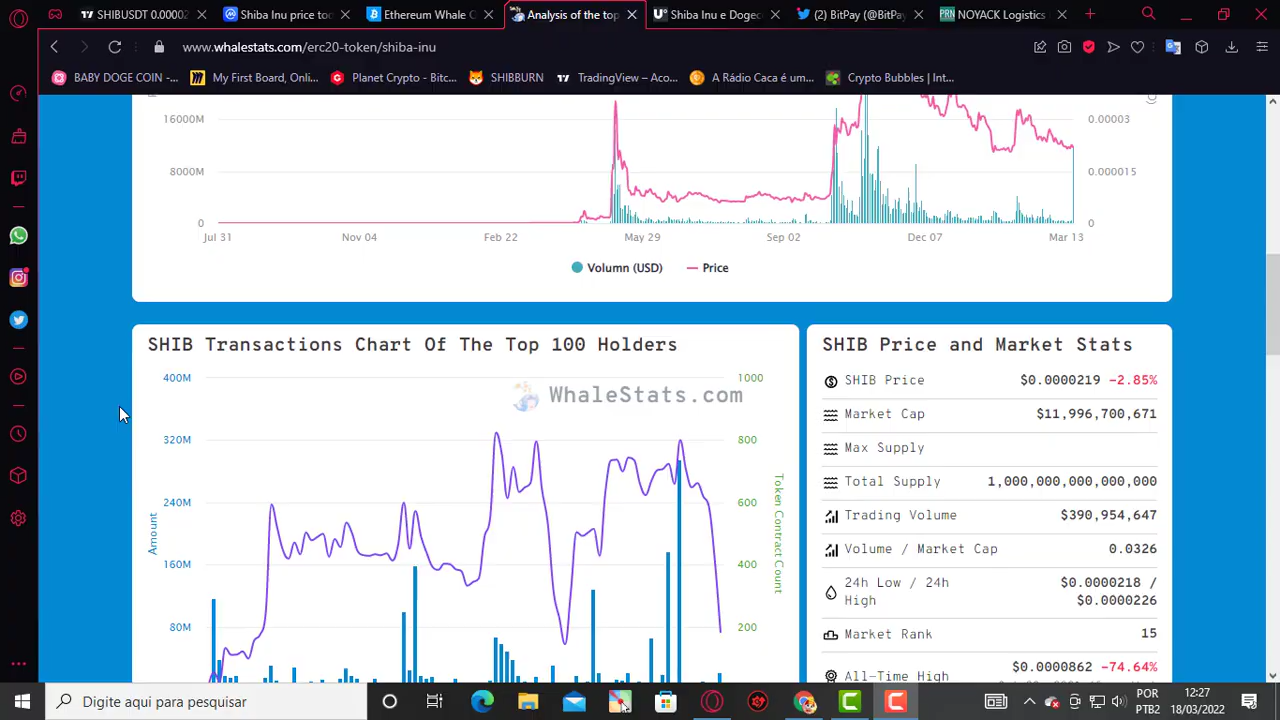 SHIBUSDT 0.00002
Shiba Inu price too
Ethereum Whale C
Analysis of the top
Shiba Inu e Dogec
(2) BitPay (@BitPay
NOYACK Logistics
www.whalestats.com/erc20-token/shiba-inu
BABY DOGE COIN -...
My First Board, Onli...
Planet Crypto - Bitc...
SHIBBURN
TradingView – Aco...
A Rádio Caca é um...
Crypto Bubbles | Int...
16000M
0.00003
8000M
0.000015
0
0
Jul 31
Nov 04
Feb 22
May 29
Sep 02
Dec 07
Mar 13
Volumn (USD)
Price
SHIB Transactions Chart Of The Top 100 Holders
400M
1000
WhaleStats.com
320M
800
240M
600
160M
400
80M
200
Amount
Token Contract Count
SHIB Price and Market Stats
SHIB Price $0.0000219 -2.85%
Market Cap $11,996,700,671
Max Supply
Total Supply 1,000,000,000,000,000
Trading Volume $390,954,647
Volume / Market Cap 0.0326
24h Low / 24h $0.0000218 /
High $0.0000226
Market Rank 15
$0.0000862 -74.64%
All-Time High
Digite aqui para pesquisar
POR
PTB2
12:27
18/03/2022